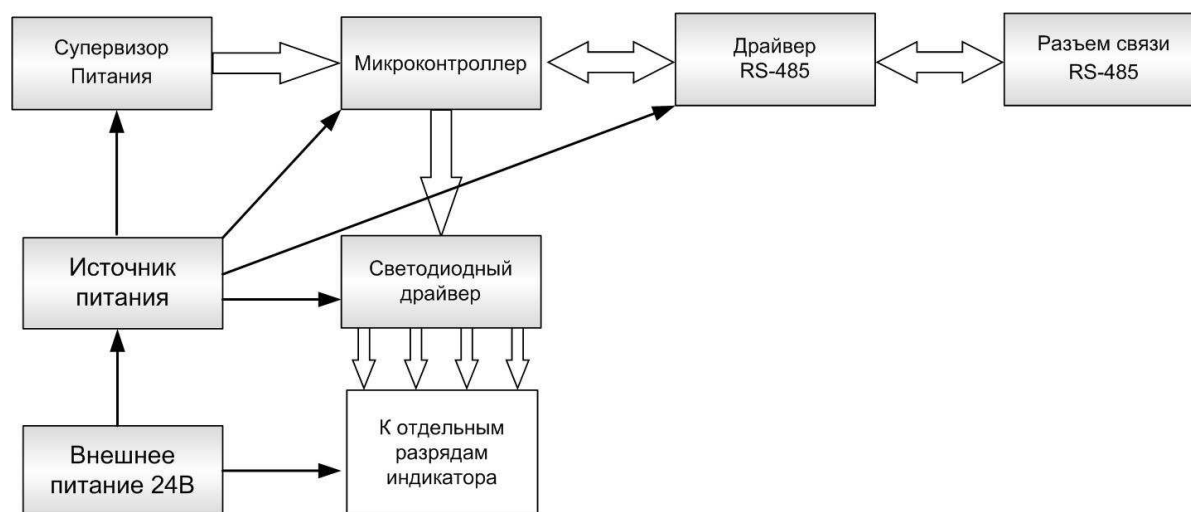 Супервизор
Питания
Микроконтроллер
Драйвер
RS-485
Разъем связи
RS-485
Источник
питания
Светодиодный
драйвер
Внешнее
питание 24В
К отдельным
разрядам
индикатора